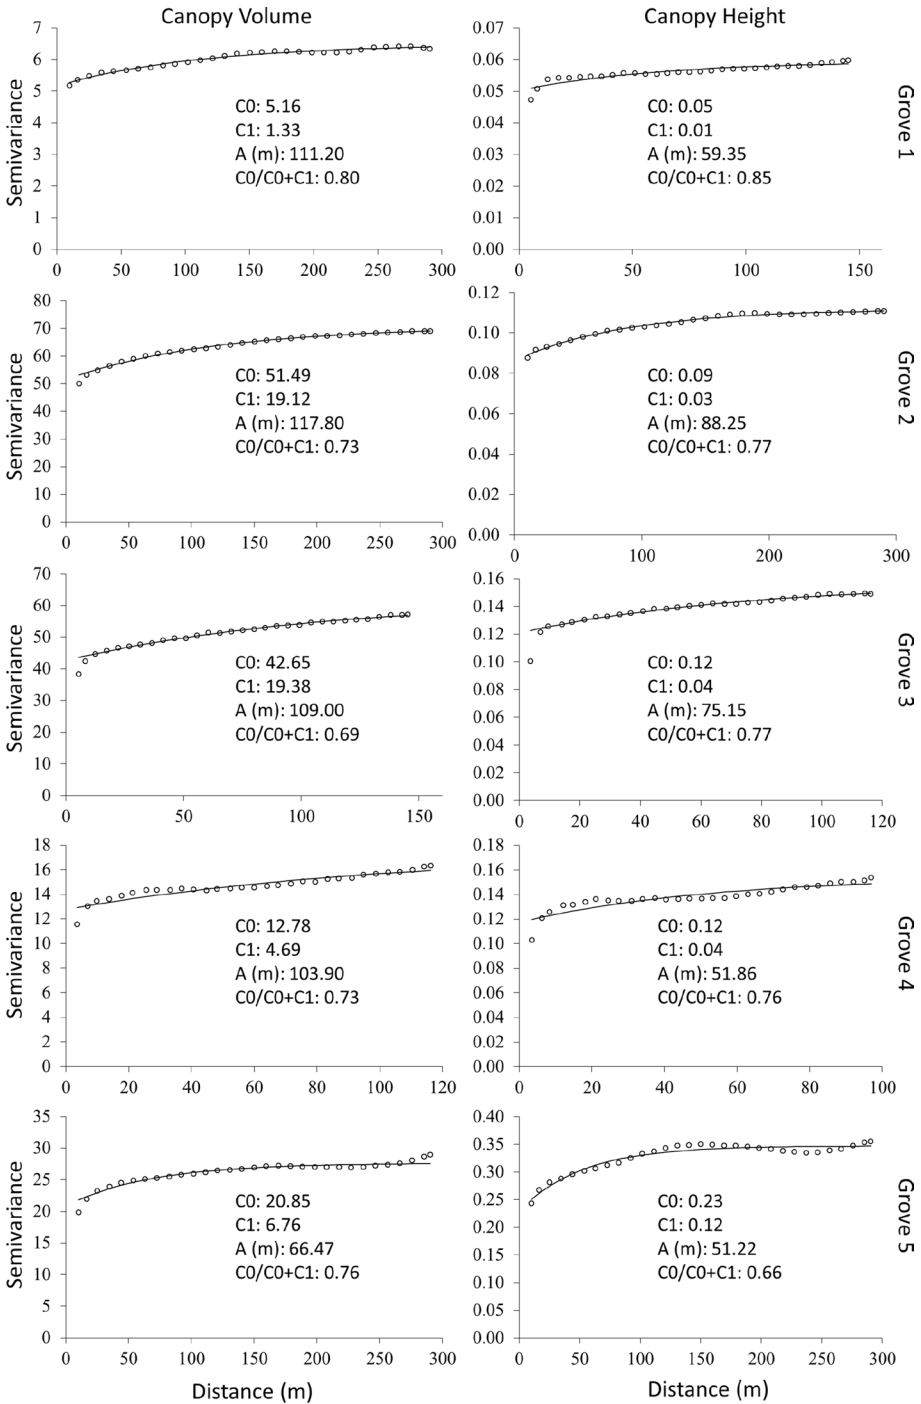 Canopy Volume
Canopy Height
Semivariance
7
6
5
4
3
2
1
0
0 50 100 150 200 250 300
C0: 5.16
C1: 1.33
A (m): 111.20
C0/C0+C1: 0.80
0.07
0.06
0.05
0.04
0.03
0.02
0.01
0.00
0 50 100 150
C0: 0.05
C1: 0.01
A (m): 59.35
C0/C0+C1: 0.85
Grove 1
Semivariance
80
70
60
50
40
30
20
10
0
0 50 100 150 200 250 300
C0: 51.49
C1: 19.12
A (m): 117.80
C0/C0+C1: 0.73
0.12
0.10
0.08
0.06
0.04
0.02
0.00
0 100 200 300
C0: 0.09
C1: 0.03
A (m): 88.25
C0/C0+C1: 0.77
Grove 2
Semivariance
70
60
50
40
30
20
10
0
0 50 100 150
C0: 42.65
C1: 19.38
A (m): 109.00
C0/C0+C1: 0.69
0.16
0.14
0.12
0.10
0.08
0.06
0.04
0.02
0.00
0 20 40 60 80 100 120
C0: 0.12
C1: 0.04
A (m): 75.15
C0/C0+C1: 0.77
Grove 3
Semivariance
18
16
14
12
10
8
6
4
2
0
0 20 40 60 80 100 120
C0: 12.78
C1: 4.69
A (m): 103.90
C0/C0+C1: 0.73
0.18
0.16
0.14
0.12
0.10
0.08
0.06
0.04
0.02
0.00
0 20 40 60 80 100
C0: 0.12
C1: 0.04
A (m): 51.86
C0/C0+C1: 0.76
Grove 4
Semivariance
35
30
25
20
15
10
5
0
0 50 100 150 200 250 300
C0: 20.85
C1: 6.76
A (m): 66.47
C0/C0+C1: 0.76
0.40
0.35
0.30
0.25
0.20
0.15
0.10
0.05
0.00
0 50 100 150 200 250 300
C0: 0.23
C1: 0.12
A (m): 51.22
C0/C0+C1: 0.66
Grove 5
Distance (m)
Distance (m)